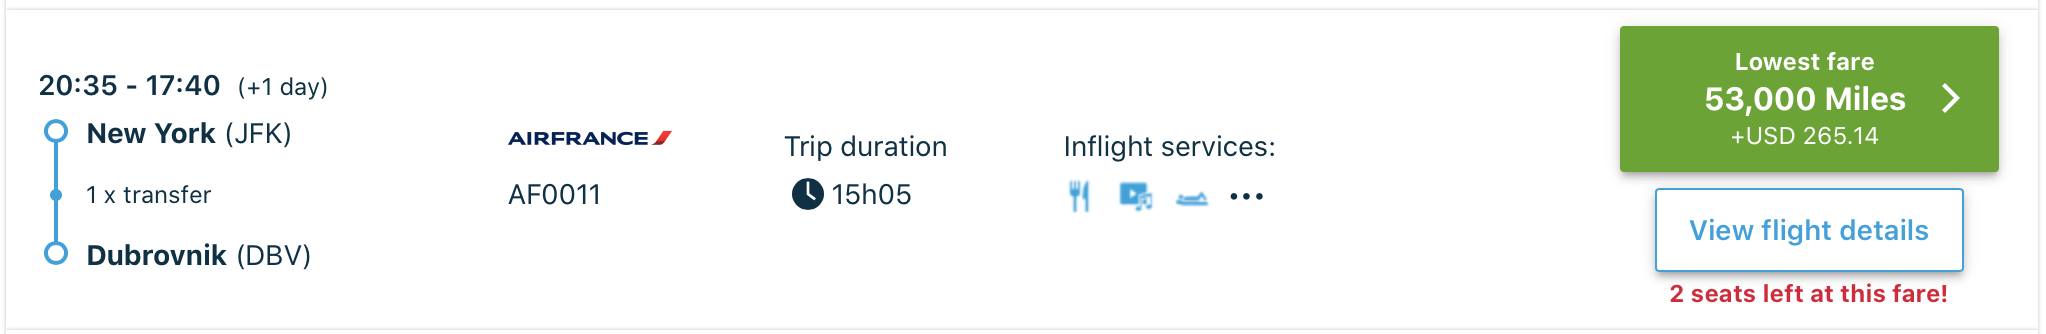 20:35 - 17:40 (+1 day)
New York (JFK)
1 x transfer
Dubrovnik (DBV)
AIRFRANCE
AF0011
Trip duration
15h05
Inflight services:
Lowest fare
53,000 Miles
+USD 265.14
View flight details
2 seats left at this fare!